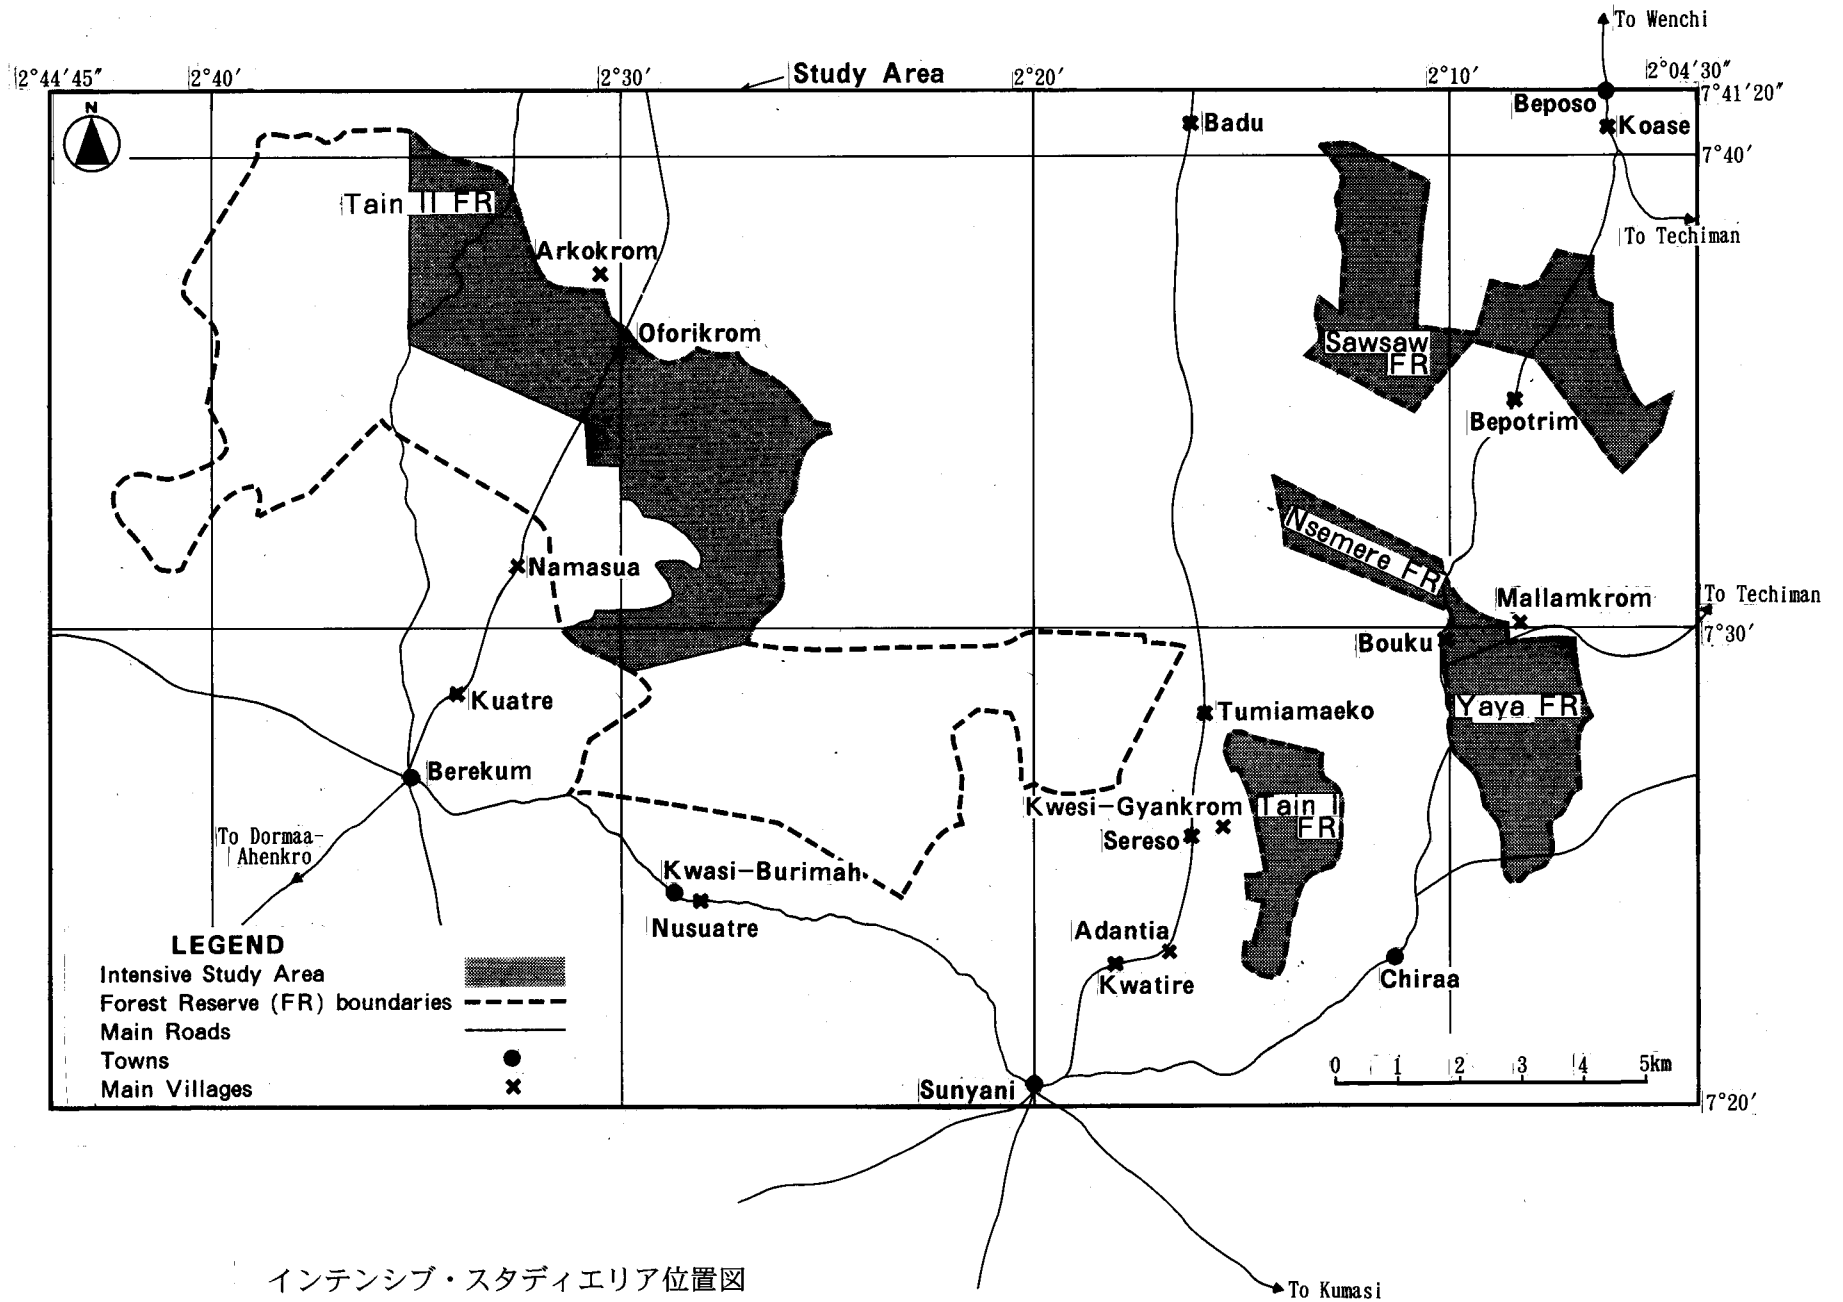 To Wenchi
2°44'45"
2°40'
2°30'
Study Area
2°20'
2°10'
2°04'30"
7°41'20"
N
Beposo
Badu
Koase
7°40'
Tain II FR
To Techiman
Arkokrom
Oforikrom
Sawsaw
FR
Bepotrim
Nsemere FR
Namasua
Mallamkrom
To Techiman
7°30'
Bouku
Kuatre
Yaya FR
Tumiamaeko
Berekum
Kwesi-Gyankrom
Tain I
FR
Sereso
To Dormaa-
Ahenkro
Kwasi-Burimah
Nusuatre
Adantia
Kwatire
Chiraa
LEGEND
Intensive Study Area
Forest Reserve (FR) boundaries
Main Roads
Towns
Main Villages
0 1 2 3 4 5km
Sunyani
7°20'
インテンシブ・スタディエリア位置図
To Kumasi